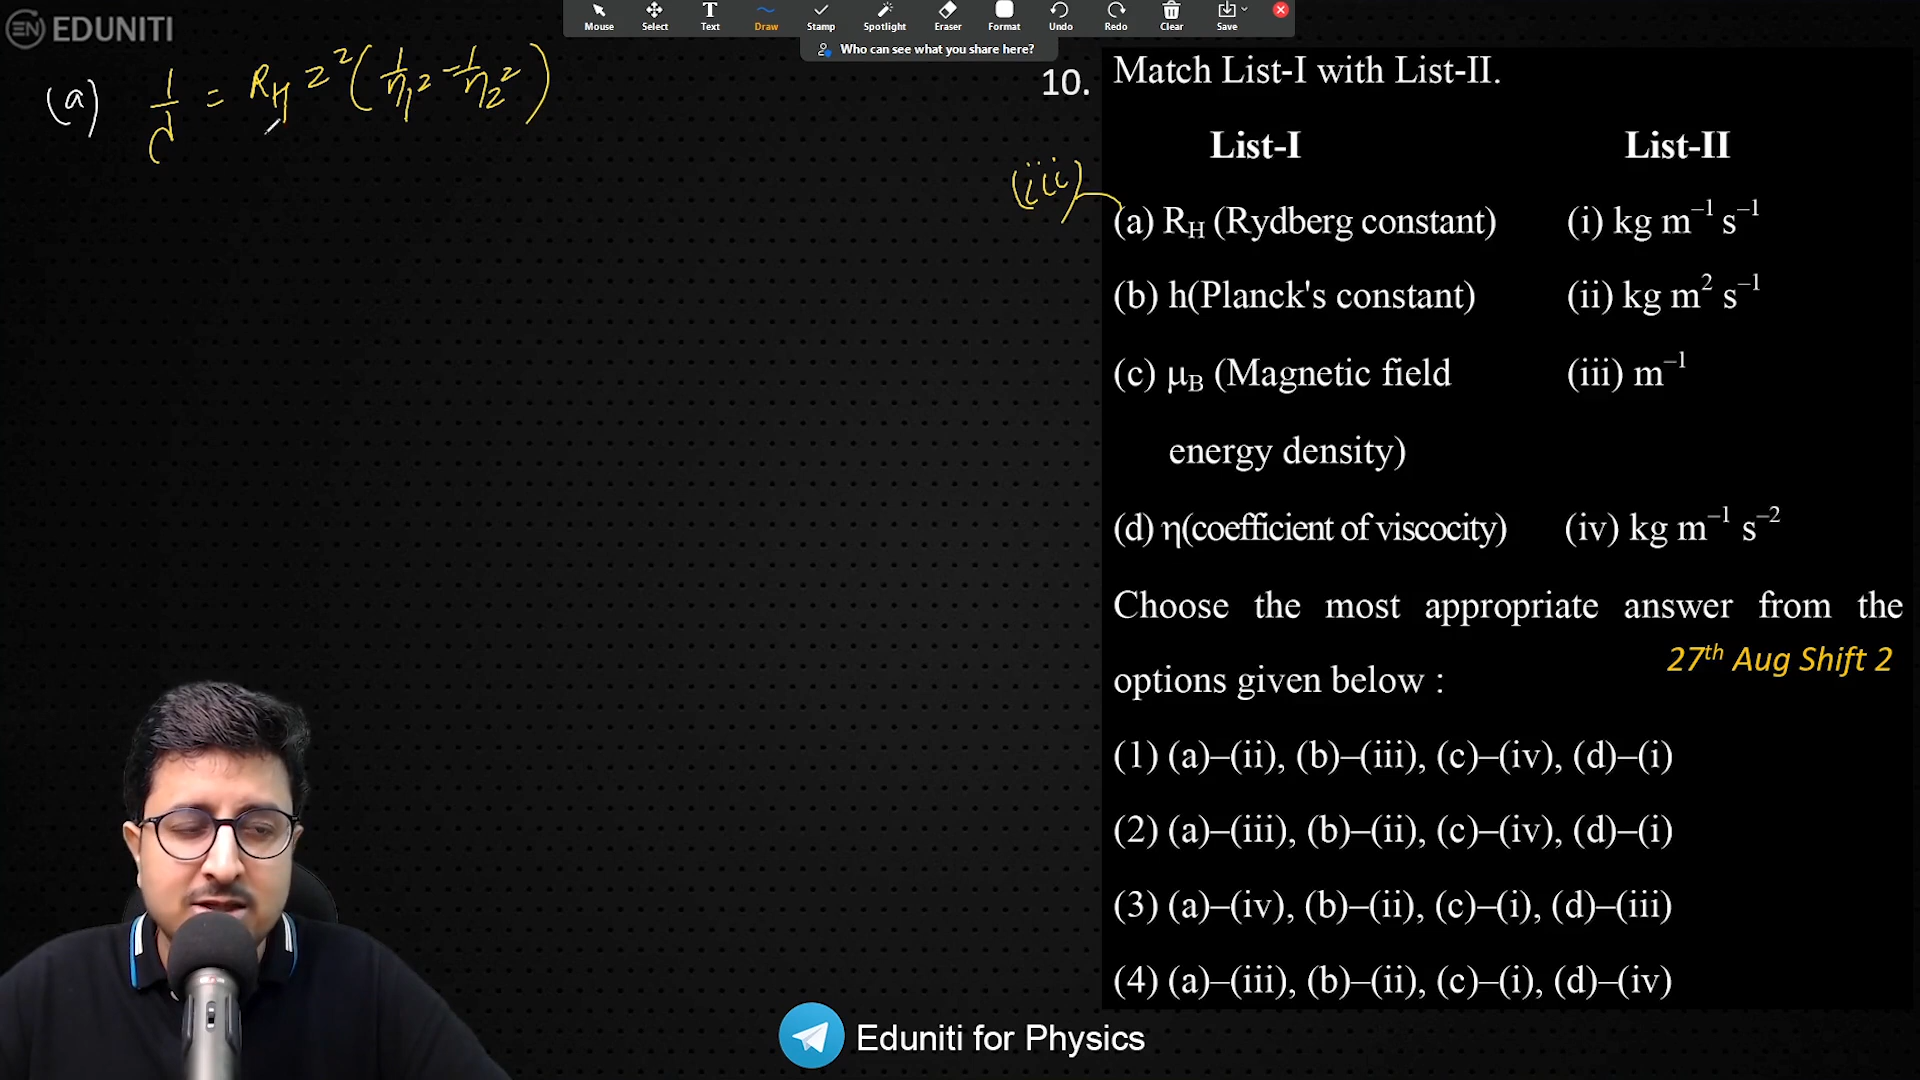 EN EDUNITI
Mouse Select Text Draw Stamp Spotlight Eraser Format Undo Redo Clear Save
Who can see what you share here?
(a) 1/λ = R_H Z² (1/n₁² - 1/n₂²)
10. Match List-I with List-II.
List-I List-II
(iii)
(a) R_H (Rydberg constant) (i) kg m⁻¹ s⁻¹
(b) h(Planck's constant) (ii) kg m² s⁻¹
(c) μ_B (Magnetic field (iii) m⁻¹
energy density)
(d) η(coefficient of viscocity) (iv) kg m⁻¹ s⁻²
Choose the most appropriate answer from the
27th Aug Shift 2
options given below :
(1) (a)–(ii), (b)–(iii), (c)–(iv), (d)–(i)
(2) (a)–(iii), (b)–(ii), (c)–(iv), (d)–(i)
(3) (a)–(iv), (b)–(ii), (c)–(i), (d)–(iii)
(4) (a)–(iii), (b)–(ii), (c)–(i), (d)–(iv)
Eduniti for Physics